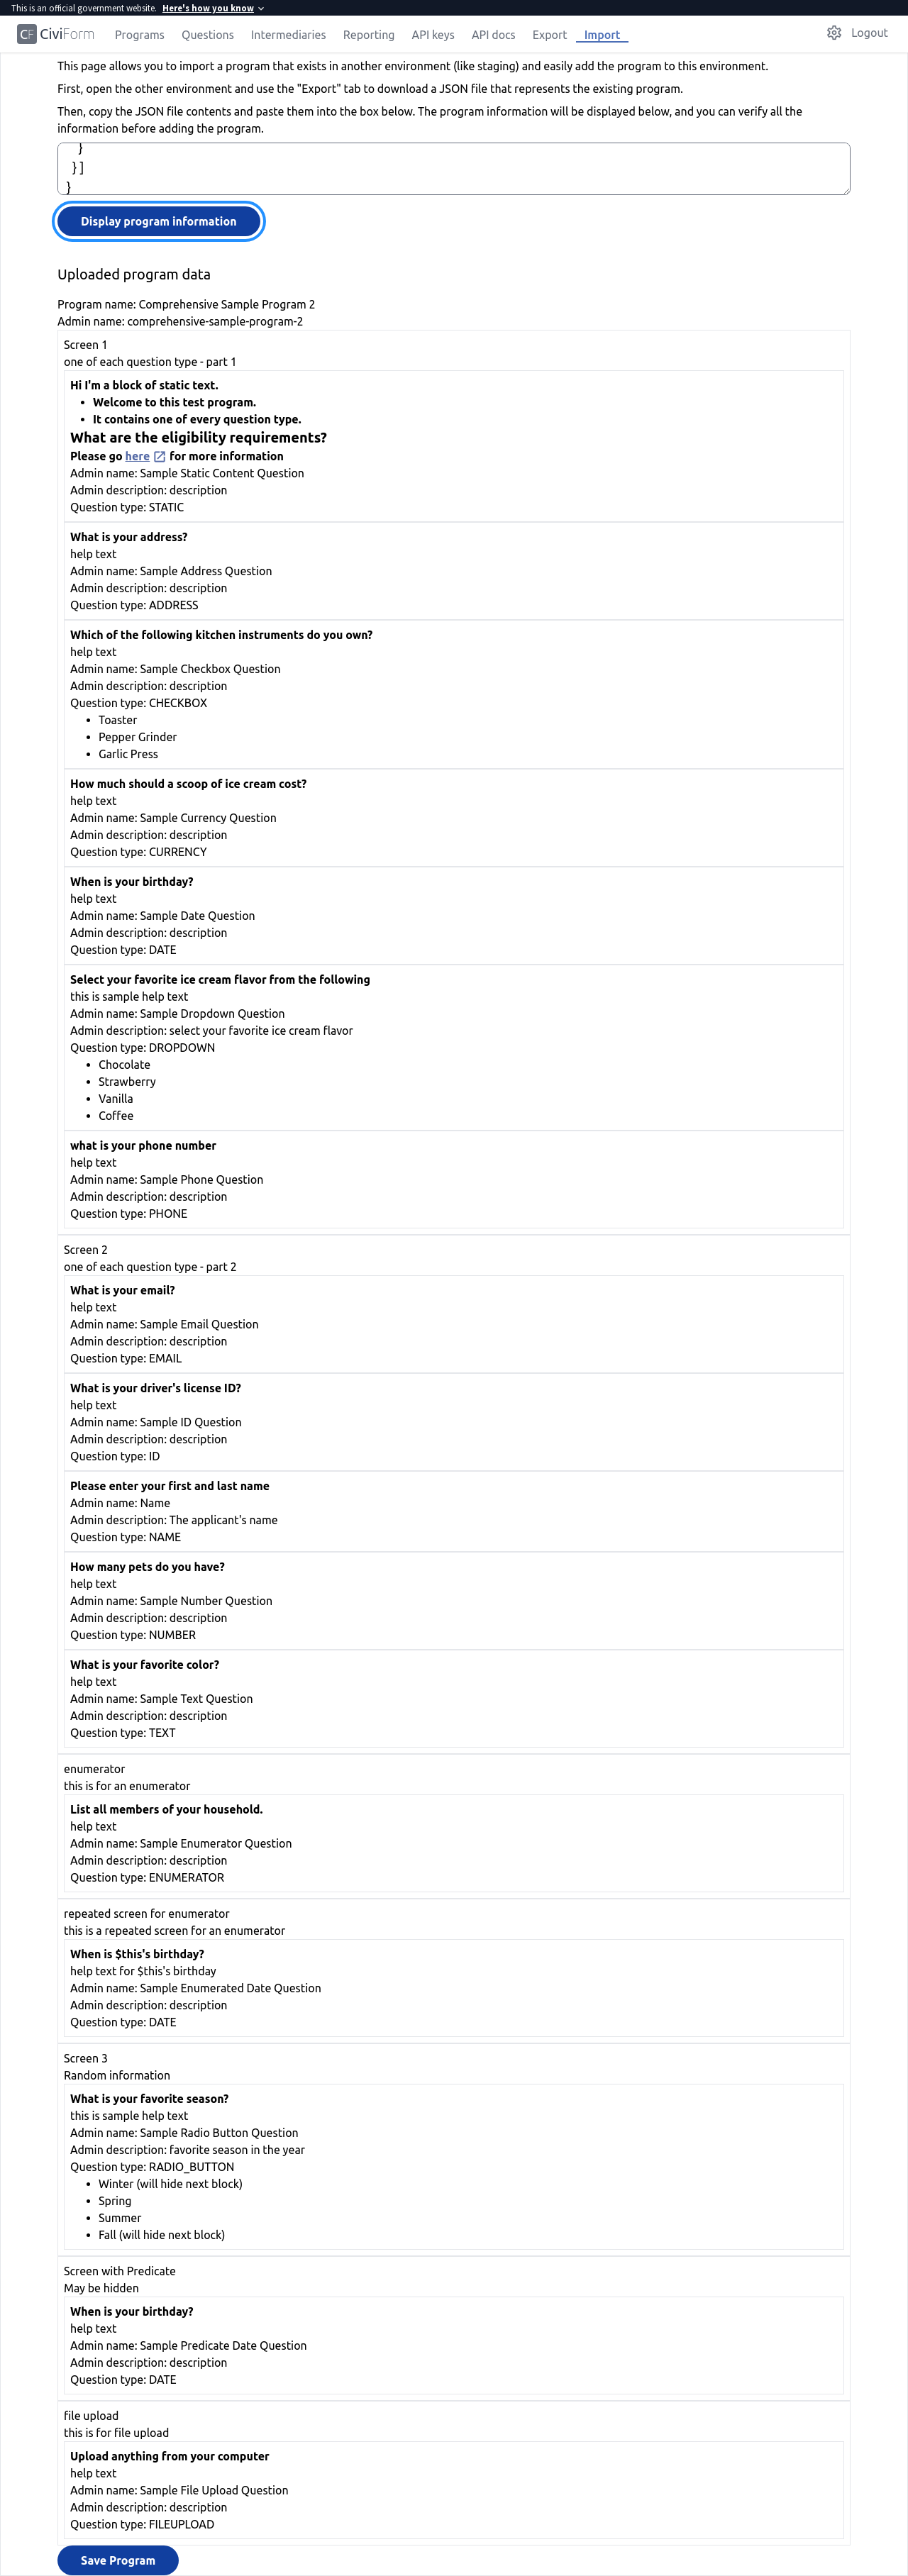 This is an official government website. Here's how you know
CF CiviForm Programs Questions Intermediaries Reporting API keys API docs Export Import Logout
This page allows you to import a program that exists in another environment (like staging) and easily add the program to this environment.
First, open the other environment and use the "Export" tab to download a JSON file that represents the existing program.
Then, copy the JSON file contents and paste them into the box below. The program information will be displayed below, and you can verify all the
information before adding the program.
}
} ]
}
Display program information
Uploaded program data
Program name: Comprehensive Sample Program 2
Admin name: comprehensive-sample-program-2
Screen 1
one of each question type - part 1
Hi I'm a block of static text.
• Welcome to this test program.
• It contains one of every question type.
What are the eligibility requirements?
Please go here for more information
Admin name: Sample Static Content Question
Admin description: description
Question type: STATIC
What is your address?
help text
Admin name: Sample Address Question
Admin description: description
Question type: ADDRESS
Which of the following kitchen instruments do you own?
help text
Admin name: Sample Checkbox Question
Admin description: description
Question type: CHECKBOX
• Toaster
• Pepper Grinder
• Garlic Press
How much should a scoop of ice cream cost?
help text
Admin name: Sample Currency Question
Admin description: description
Question type: CURRENCY
When is your birthday?
help text
Admin name: Sample Date Question
Admin description: description
Question type: DATE
Select your favorite ice cream flavor from the following
this is sample help text
Admin name: Sample Dropdown Question
Admin description: select your favorite ice cream flavor
Question type: DROPDOWN
• Chocolate
• Strawberry
• Vanilla
• Coffee
what is your phone number
help text
Admin name: Sample Phone Question
Admin description: description
Question type: PHONE
Screen 2
one of each question type - part 2
What is your email?
help text
Admin name: Sample Email Question
Admin description: description
Question type: EMAIL
What is your driver's license ID?
help text
Admin name: Sample ID Question
Admin description: description
Question type: ID
Please enter your first and last name
Admin name: Name
Admin description: The applicant's name
Question type: NAME
How many pets do you have?
help text
Admin name: Sample Number Question
Admin description: description
Question type: NUMBER
What is your favorite color?
help text
Admin name: Sample Text Question
Admin description: description
Question type: TEXT
enumerator
this is for an enumerator
List all members of your household.
help text
Admin name: Sample Enumerator Question
Admin description: description
Question type: ENUMERATOR
repeated screen for enumerator
this is a repeated screen for an enumerator
When is $this's birthday?
help text for $this's birthday
Admin name: Sample Enumerated Date Question
Admin description: description
Question type: DATE
Screen 3
Random information
What is your favorite season?
this is sample help text
Admin name: Sample Radio Button Question
Admin description: favorite season in the year
Question type: RADIO_BUTTON
• Winter (will hide next block)
• Spring
• Summer
• Fall (will hide next block)
Screen with Predicate
May be hidden
When is your birthday?
help text
Admin name: Sample Predicate Date Question
Admin description: description
Question type: DATE
file upload
this is for file upload
Upload anything from your computer
help text
Admin name: Sample File Upload Question
Admin description: description
Question type: FILEUPLOAD
Save Program